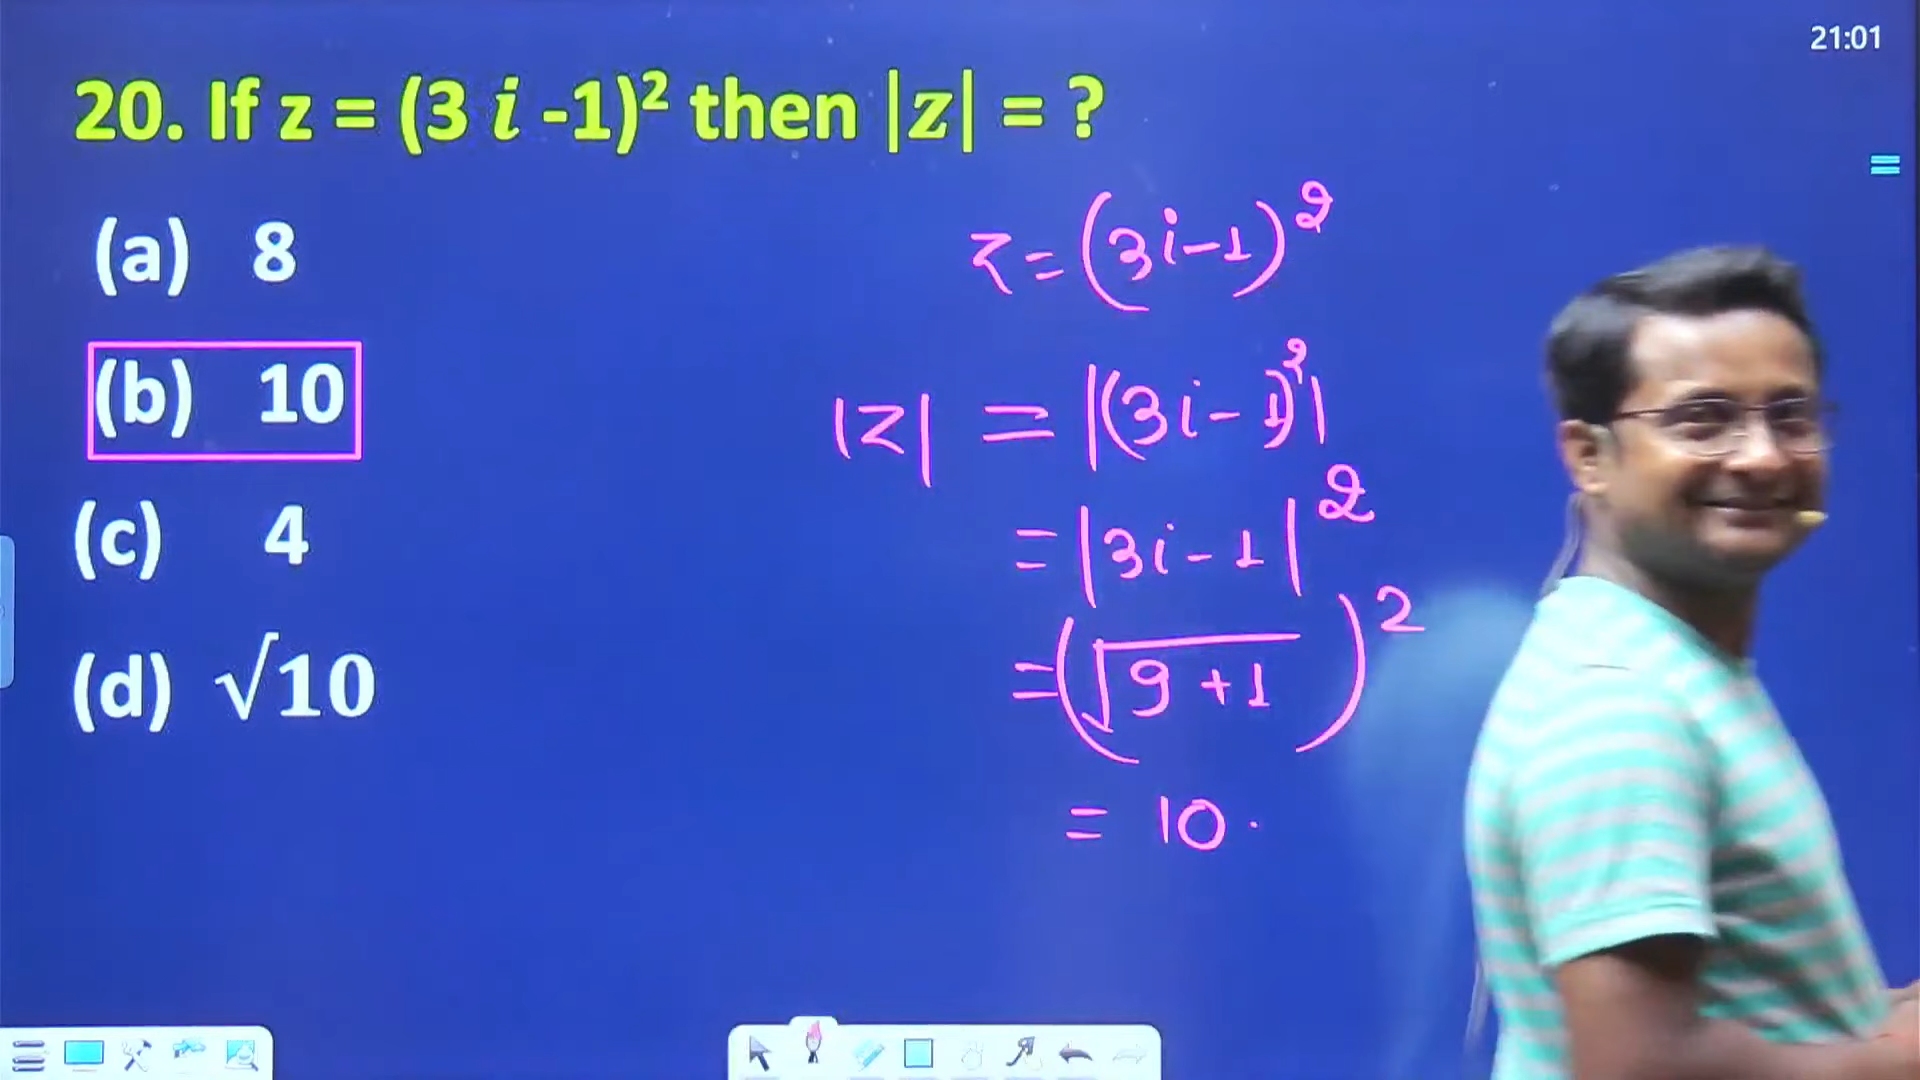 21:01
20. If z = (3 i -1)² then |z| = ?
(a) 8
(b) 10
(c) 4
(d) √10
z = (3i-1)²
|z| = |(3i-1)²|
= |3i-1|²
= (√9+1)²
= 10.